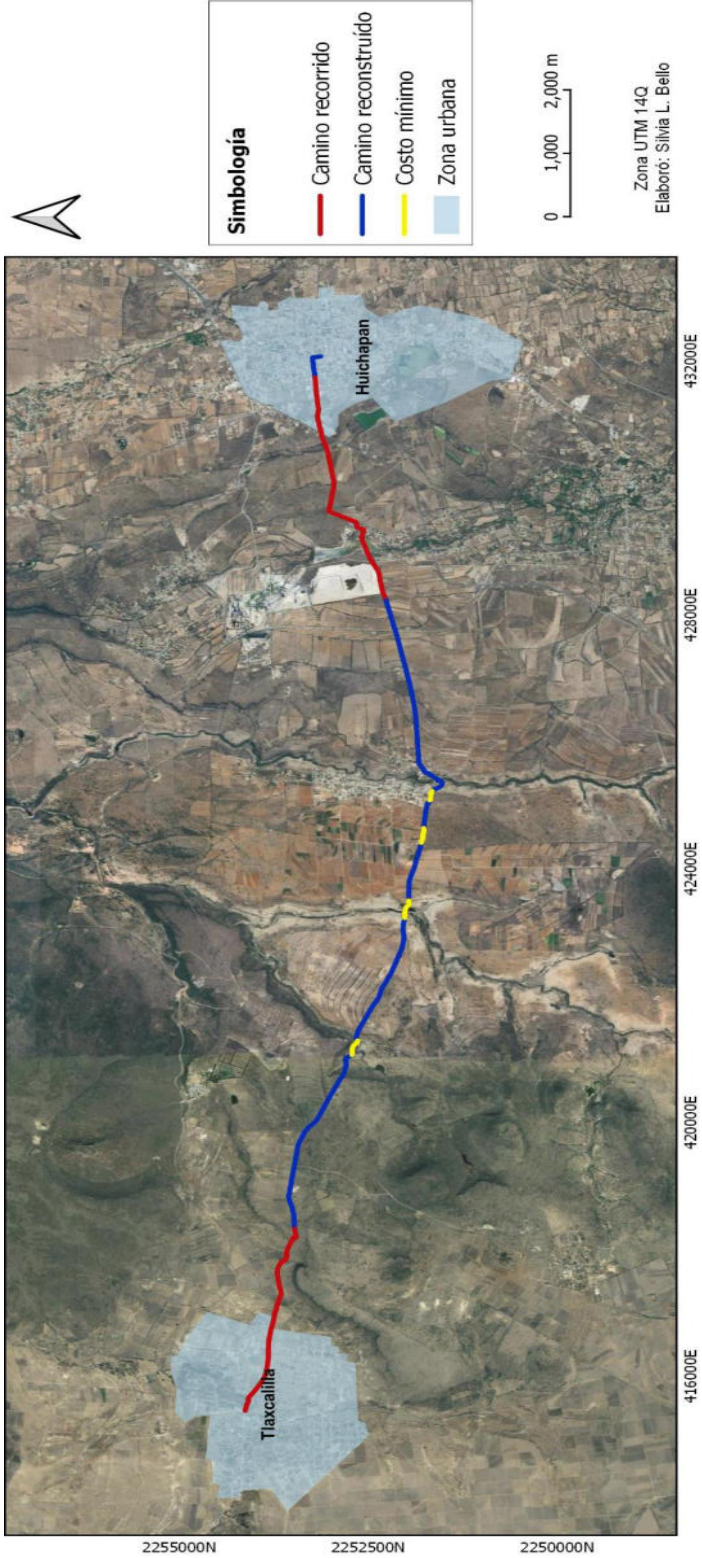 Simbología
Camino recorrido
Camino reconstruído
Costo mínimo
Zona urbana
0 1,000 2,000 m
Zona UTM 14Q
Elaboró: Silvia L. Bello
Tlaxcalilla
Huichapan
2255000N
2252500N
2250000N
416000E
420000E
424000E
428000E
432000E